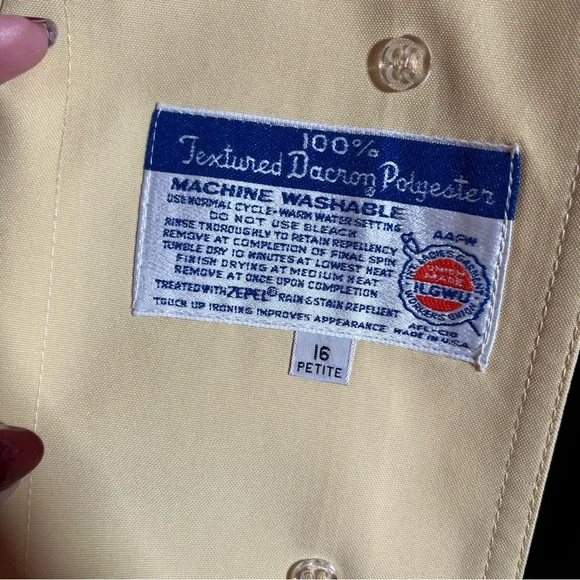 100%
Textured Dacron Polyester
MACHINE WASHABLE
USE NORMAL CYCLE-WARM WATER SETTING
DO NOT USE BLEACH
RINSE THOROUGHLY TO RETAIN REPELLENCY
REMOVE AT COMPLETION OF FINAL SPIN
TUMBLE DRY 10 MINUTES AT LOWEST HEAT
FINISH DRYING AT MEDIUM HEAT
REMOVE AT ONCE UPON COMPLETION
TREATED WITH ZEPEL® RAIN & STAIN REPELLENT
TOUCH UP IRONING IMPROVES APPEARANCE
MADE IN U.S.A.
UNION
MADE
ILGWU
AFL-CIO
16
PETITE